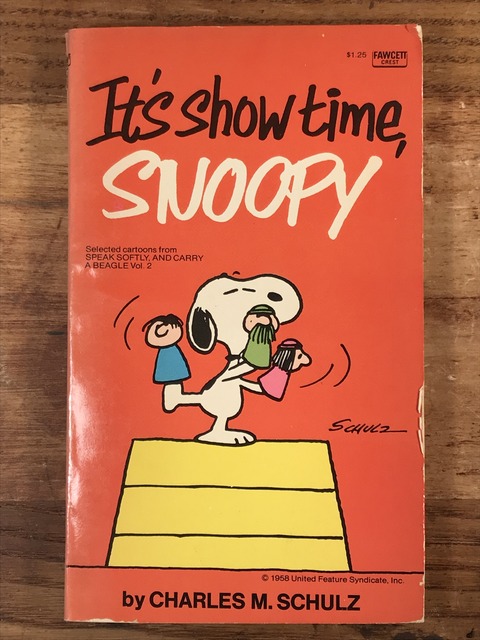 $1.25 FAWCETT
CREST
It's show time,
SNOOPY
Selected cartoons from
SPEAK SOFTLY, AND CARRY
A BEAGLE Vol. 2
SCHULZ
© 1958 United Feature Syndicate, Inc.
by CHARLES M. SCHULZ